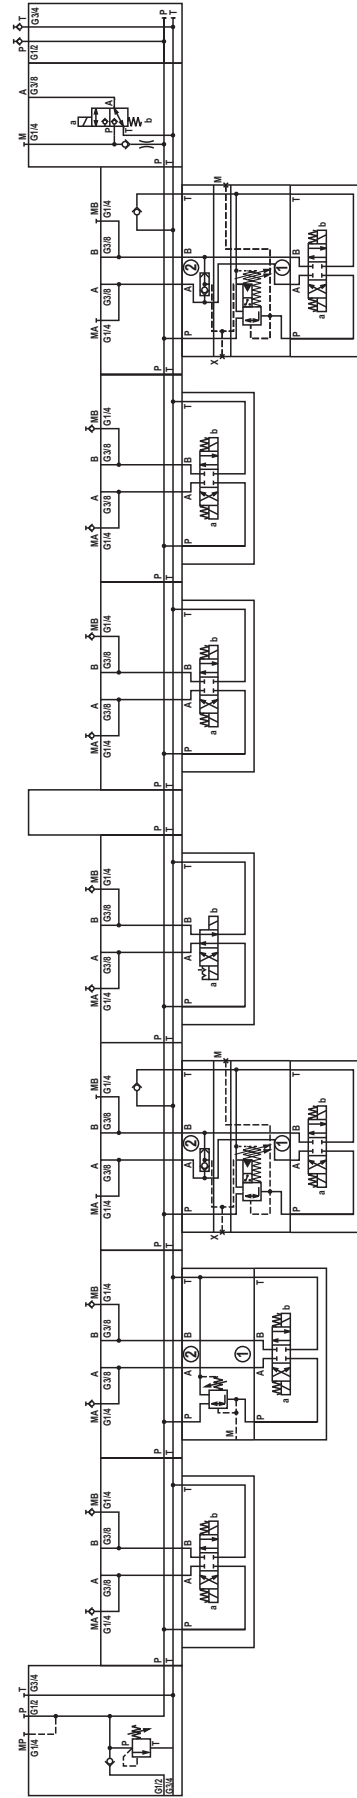 MP P T
G1/4 G1/2 G3/4
P
T
G1/2
G3/4
MA A B MB
G1/4 G3/8 G3/8 G1/4
P
T
P A B T
a b
MA A B MB
G1/4 G3/8 G3/8 G1/4
P
T
P A B T
2
M
1
P A B T
a b
MA A B MB
G1/4 G3/8 G3/8 G1/4
P
T
P A B T
2
X M
1
P A B T
a b
MA A B MB
G1/4 G3/8 G3/8 G1/4
P
T
P A B T
a b
P
T
MA A B MB
G1/4 G3/8 G3/8 G1/4
P
T
P A B T
a b
MA A B MB
G1/4 G3/8 G3/8 G1/4
P
T
P A B T
a b
MA A B MB
G1/4 G3/8 G3/8 G1/4
P
T
P A B T
2
X M
1
P A B T
a b
M A
G1/4 G3/8
a
P A
T
b
P
T
P T
G1/2 G3/4
P
T